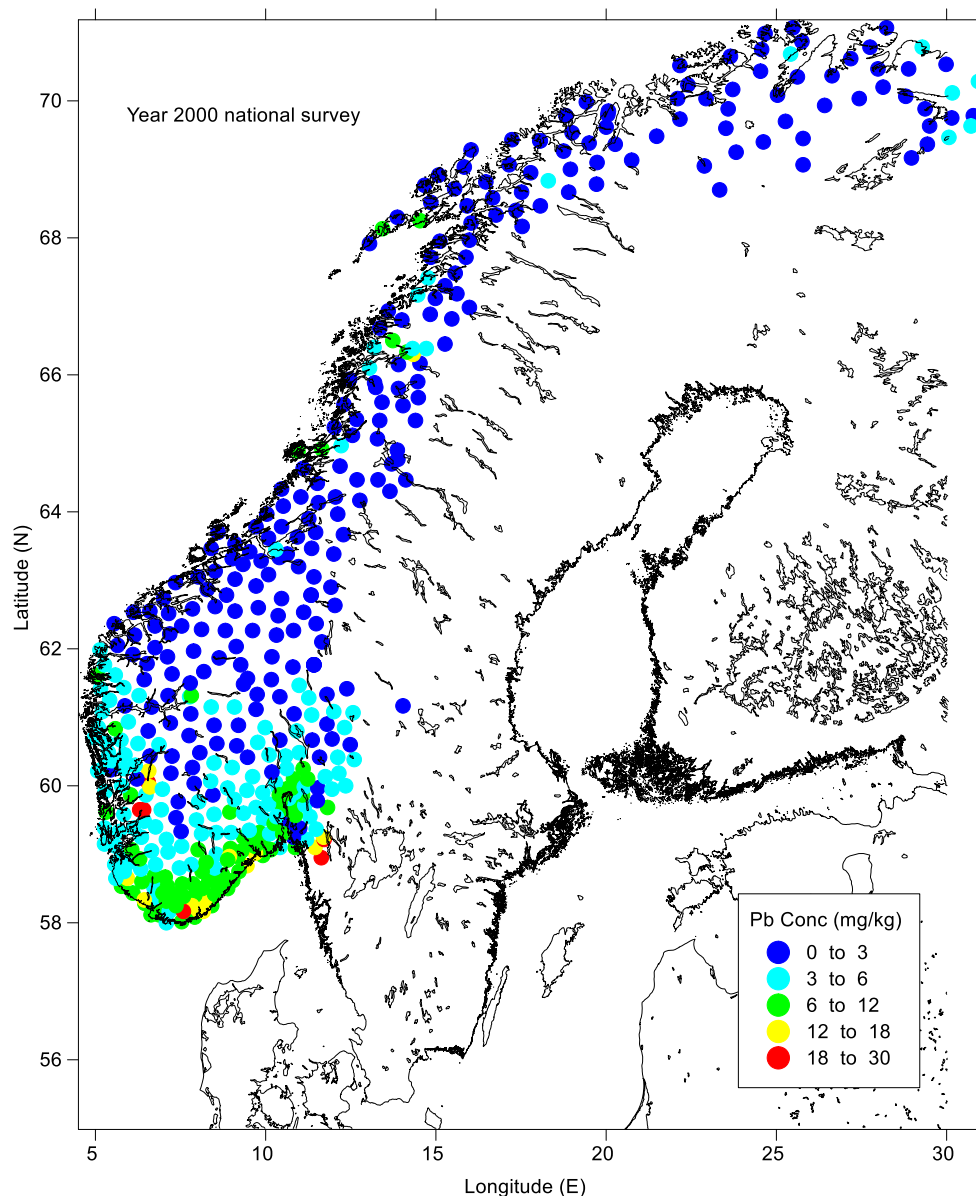 Year 2000 national survey
70
68
66
64
62
60
58
56
Latitude (N)
Pb Conc (mg/kg)
0 to 3
3 to 6
6 to 12
12 to 18
18 to 30
5 10 15 20 25 30
Longitude (E)